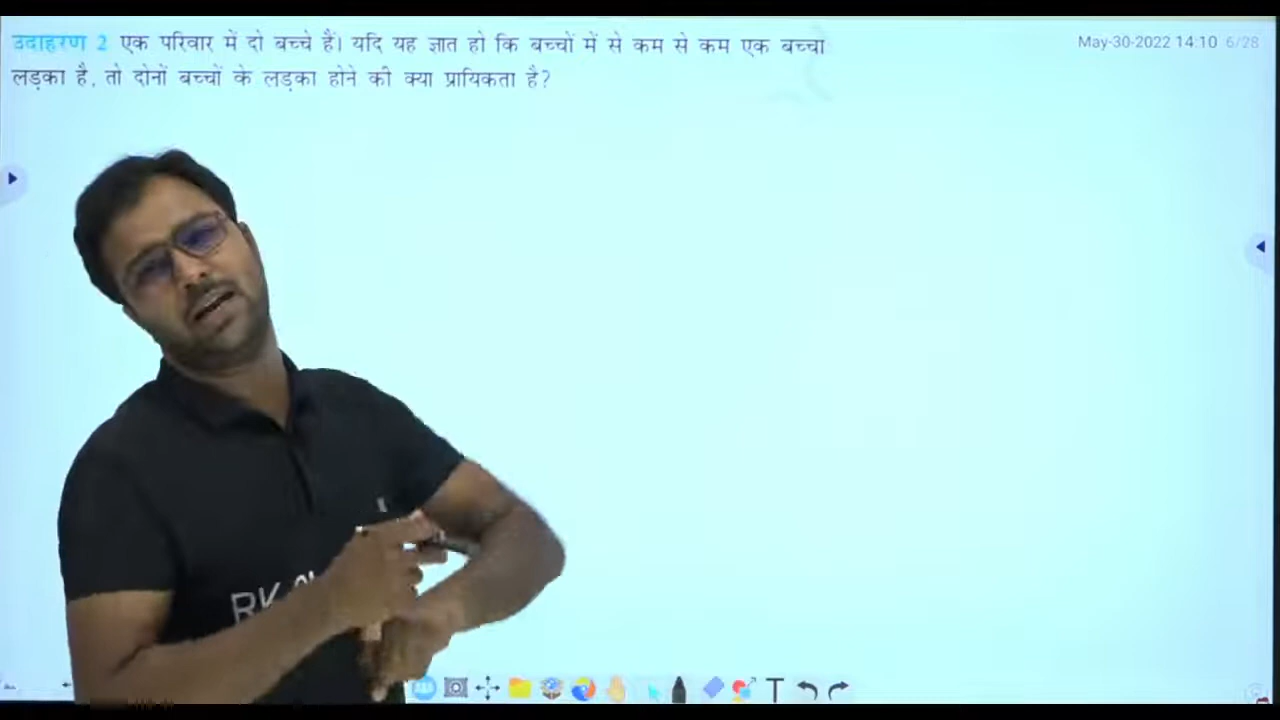 उदाहरण 2 एक परिवार में दो बच्चे हैं। यदि यह ज्ञात हो कि बच्चों में से कम से कम एक बच्चा
लड़का है, तो दोनों बच्चों के लड़का होने की क्या प्रायिकता है?
May-30-2022 14:10 6/28
RK
T